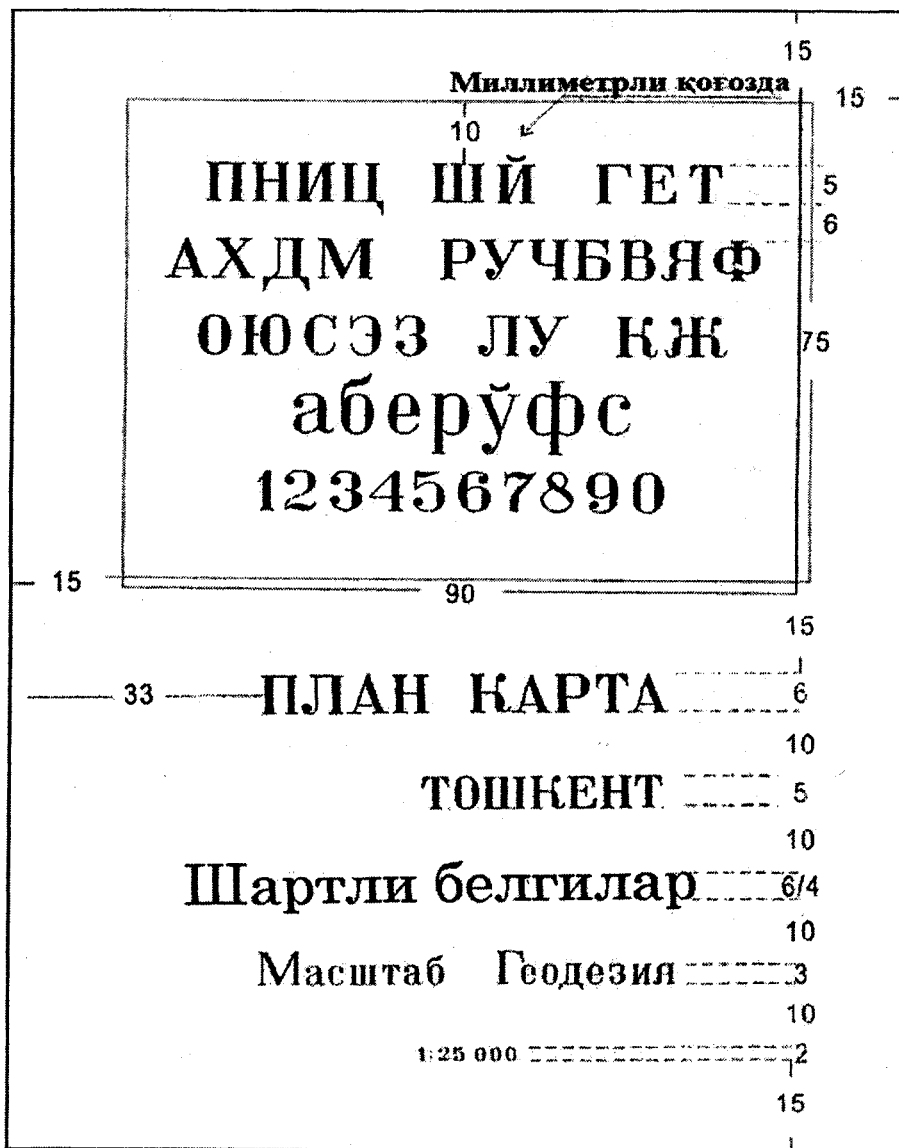 15
Миллиметрли қоғозда 15
10
ПНИЦ ШЙ ГЕТ 5
6
АХДМ РУЧБВЯФ
ОЮСЭЗ ЛУ КЖ 75
аберўфс
1234567890
15
90
15
33 ПЛАН КАРТА 6
10
ТОШКЕНТ 5
10
Шартли белгилар 6/4
10
Масштаб Геодезия 3
10
1:25 000 2
15